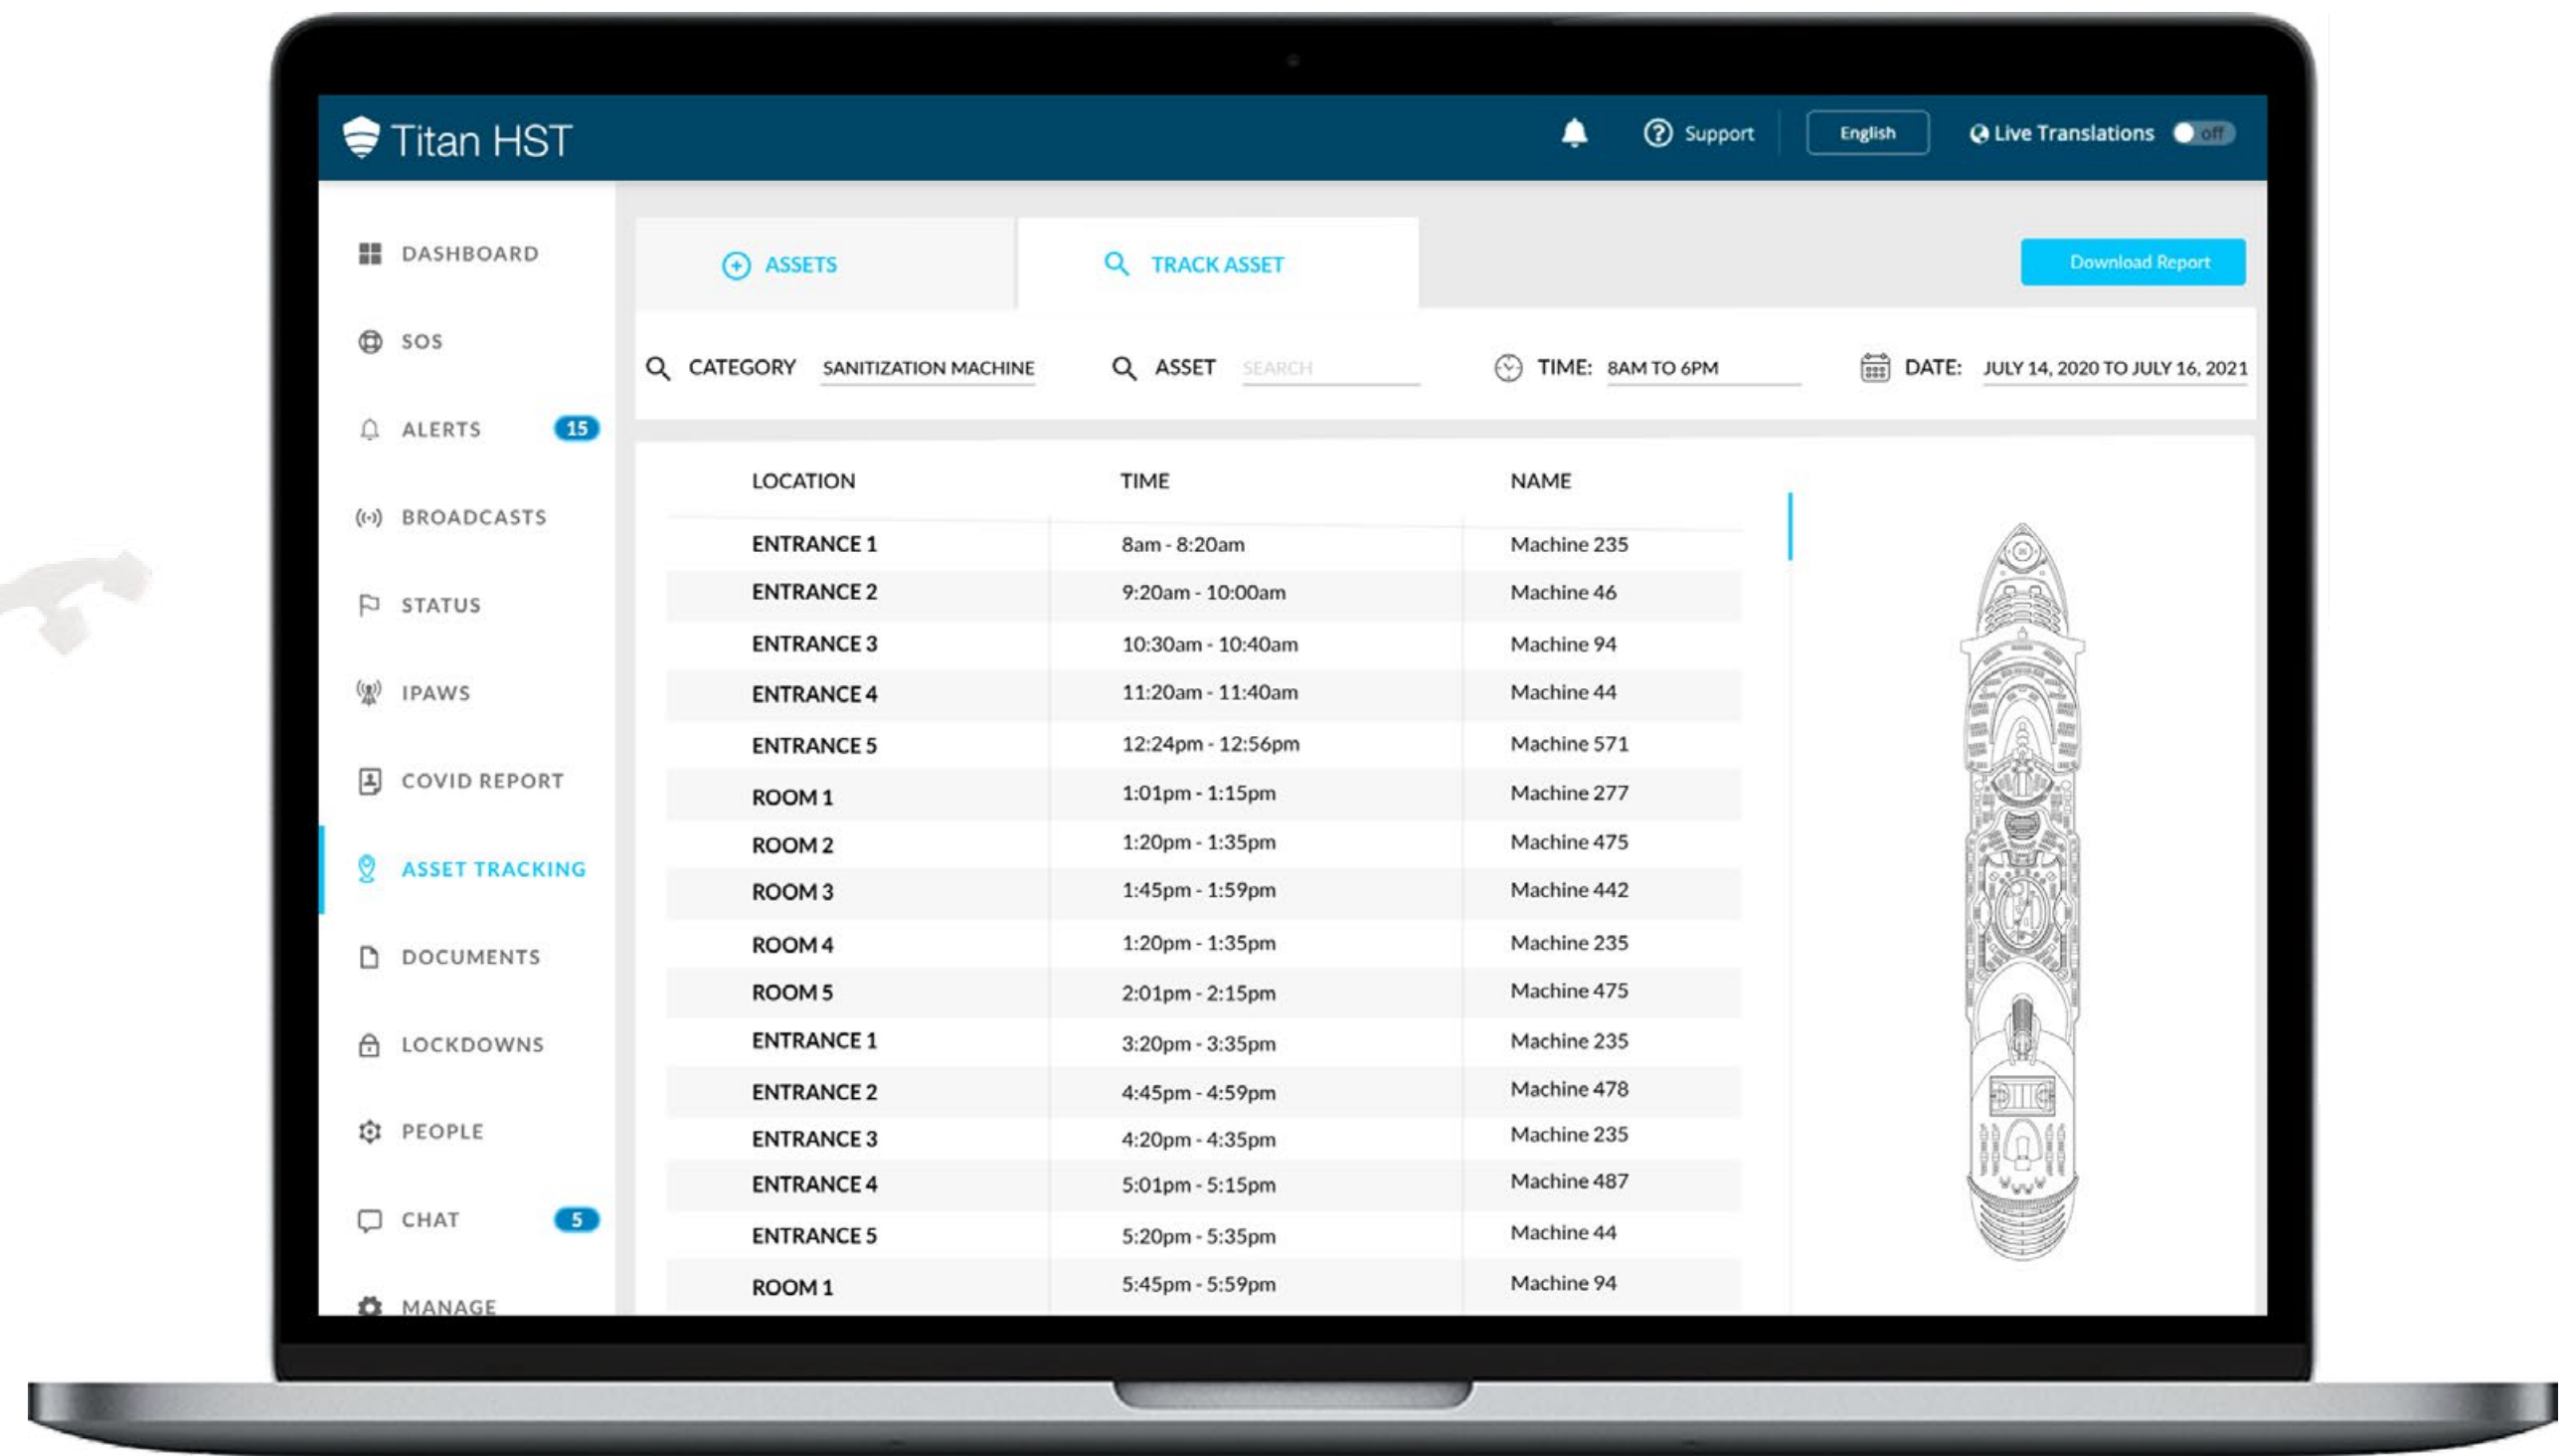 Titan HST
Support
English
Live Translations
off
DASHBOARD
SOS
ALERTS 15
BROADCASTS
STATUS
IPAWS
COVID REPORT
ASSET TRACKING
DOCUMENTS
LOCKDOWNS
PEOPLE
CHAT 5
MANAGE
ASSETS
TRACK ASSET
Download Report
CATEGORY SANITIZATION MACHINE
ASSET SEARCH
TIME: 8AM TO 6PM
DATE: JULY 14, 2020 TO JULY 16, 2021
LOCATION TIME NAME
ENTRANCE 1 8am - 8:20am Machine 235
ENTRANCE 2 9:20am - 10:00am Machine 46
ENTRANCE 3 10:30am - 10:40am Machine 94
ENTRANCE 4 11:20am - 11:40am Machine 44
ENTRANCE 5 12:24pm - 12:56pm Machine 571
ROOM 1 1:01pm - 1:15pm Machine 277
ROOM 2 1:20pm - 1:35pm Machine 475
ROOM 3 1:45pm - 1:59pm Machine 442
ROOM 4 1:20pm - 1:35pm Machine 235
ROOM 5 2:01pm - 2:15pm Machine 475
ENTRANCE 1 3:20pm - 3:35pm Machine 235
ENTRANCE 2 4:45pm - 4:59pm Machine 478
ENTRANCE 3 4:20pm - 4:35pm Machine 235
ENTRANCE 4 5:01pm - 5:15pm Machine 487
ENTRANCE 5 5:20pm - 5:35pm Machine 44
ROOM 1 5:45pm - 5:59pm Machine 94